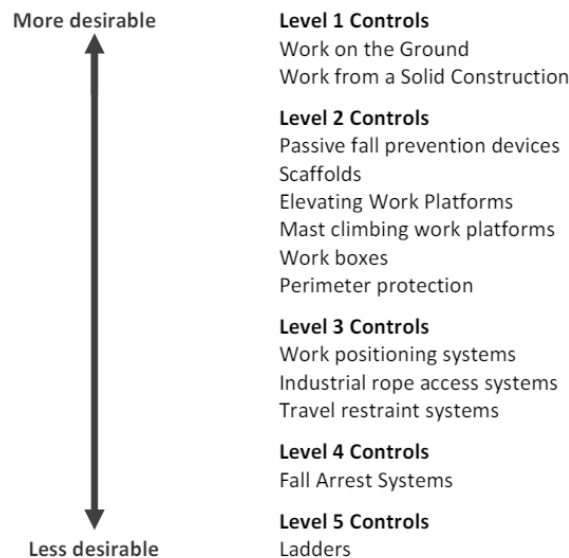 More desirable
Level 1 Controls
Work on the Ground
Work from a Solid Construction
Level 2 Controls
Passive fall prevention devices
Scaffolds
Elevating Work Platforms
Mast climbing work platforms
Work boxes
Perimeter protection
Level 3 Controls
Work positioning systems
Industrial rope access systems
Travel restraint systems
Level 4 Controls
Fall Arrest Systems
Level 5 Controls
Less desirable
Ladders